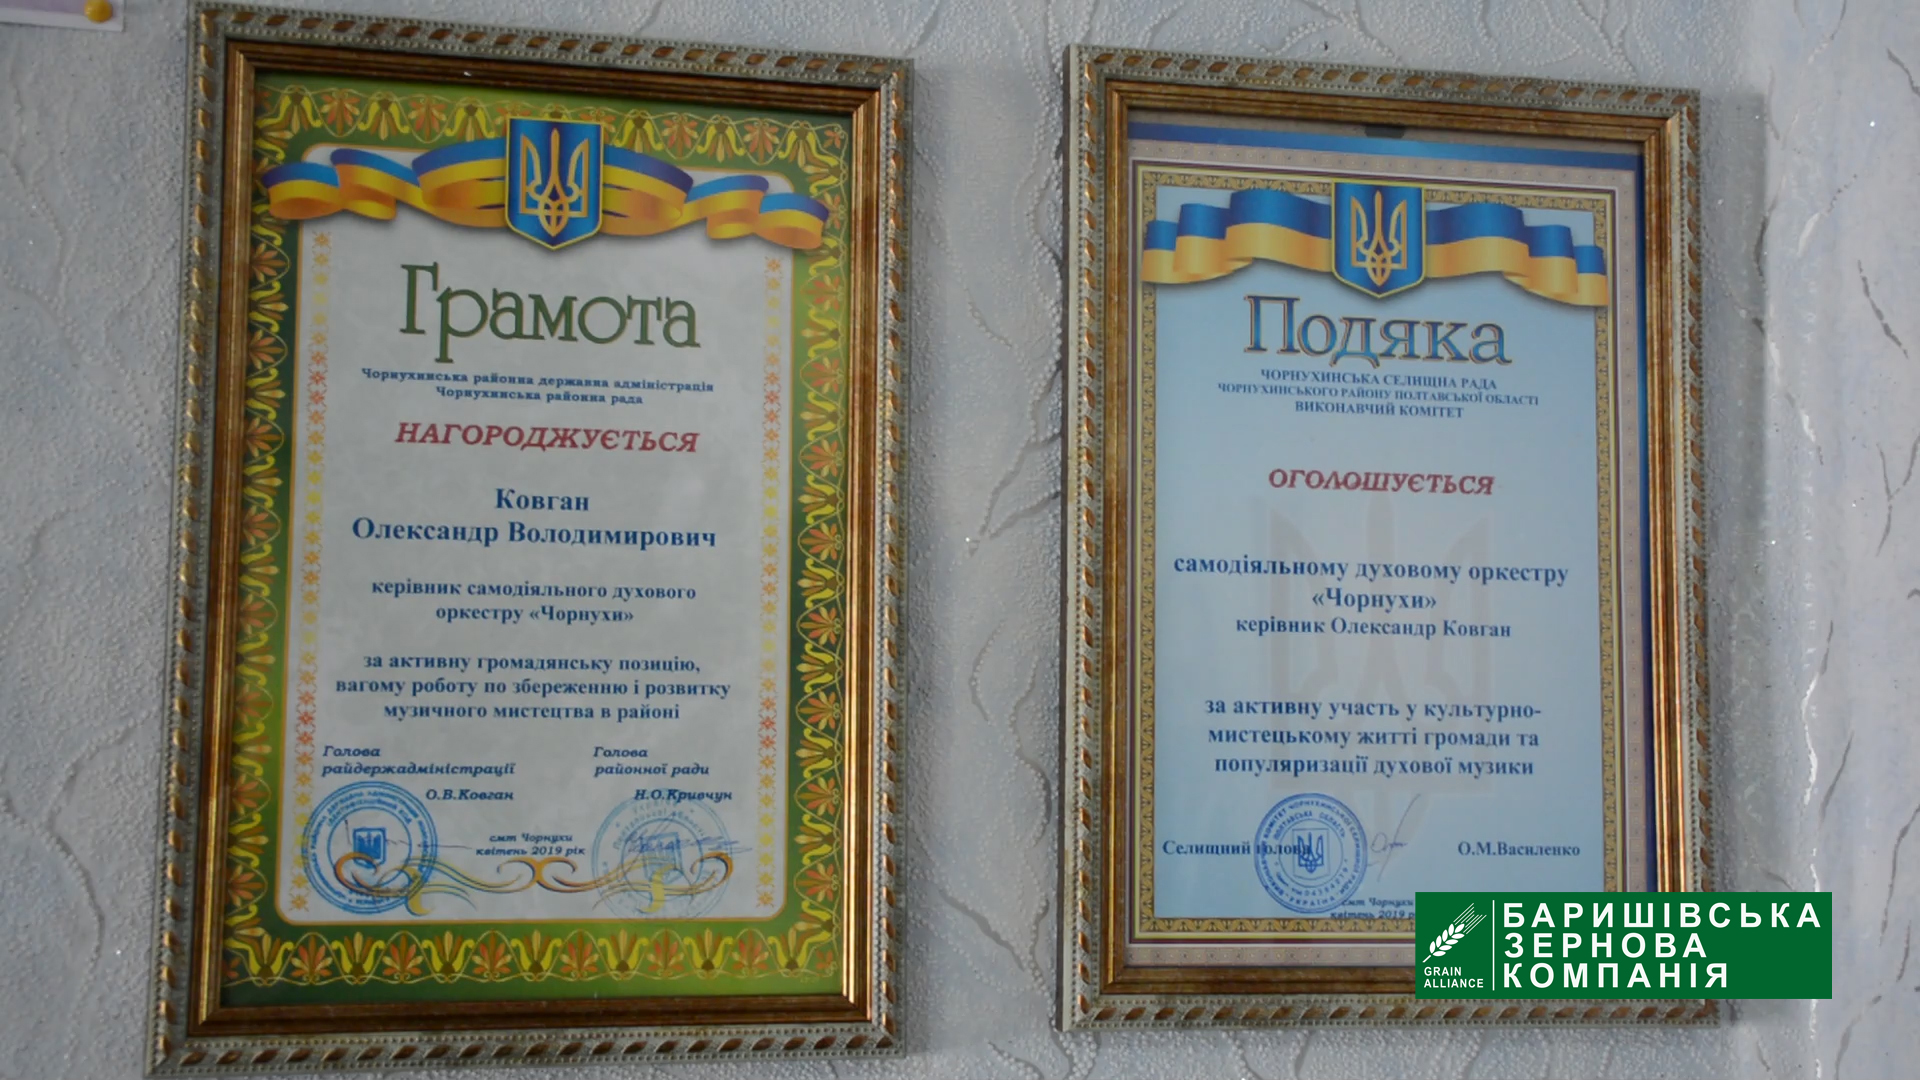 Грамота
Чорнухинська районна державна адміністрація
Чорнухинська районна рада
НАГОРОДЖУЄТЬСЯ
Ковган
Олександр Володимирович
керівник самодіяльного духового
оркестру «Чорнухи»
за активну громадянську позицію,
вагому роботу по збереженню і розвитку
музичного мистецтва в районі
Голова
райдержадміністрації
О.В.Ковган
Голова
районної ради
Н.О.Кривчун
смт Чорнухи
квітень 2019 рік
Подяка
ЧОРНУХИНСЬКА СЕЛИЩНА РАДА
ЧОРНУХИНСЬКОГО РАЙОНУ ПОЛТАВСЬКОЇ ОБЛАСТІ
ВИКОНАВЧИЙ КОМІТЕТ
ОГОЛОШУЄТЬСЯ
самодіяльному духовому оркестру
«Чорнухи»
керівник Олександр Ковган
за активну участь у культурно-
мистецькому житті громади та
популяризації духової музики
Селищний голова О.М.Василенко
смт Чорнухи
квітень 2019
GRAIN
ALLIANCE
БАРИШІВСЬКА
ЗЕРНОВА
КОМПАНІЯ